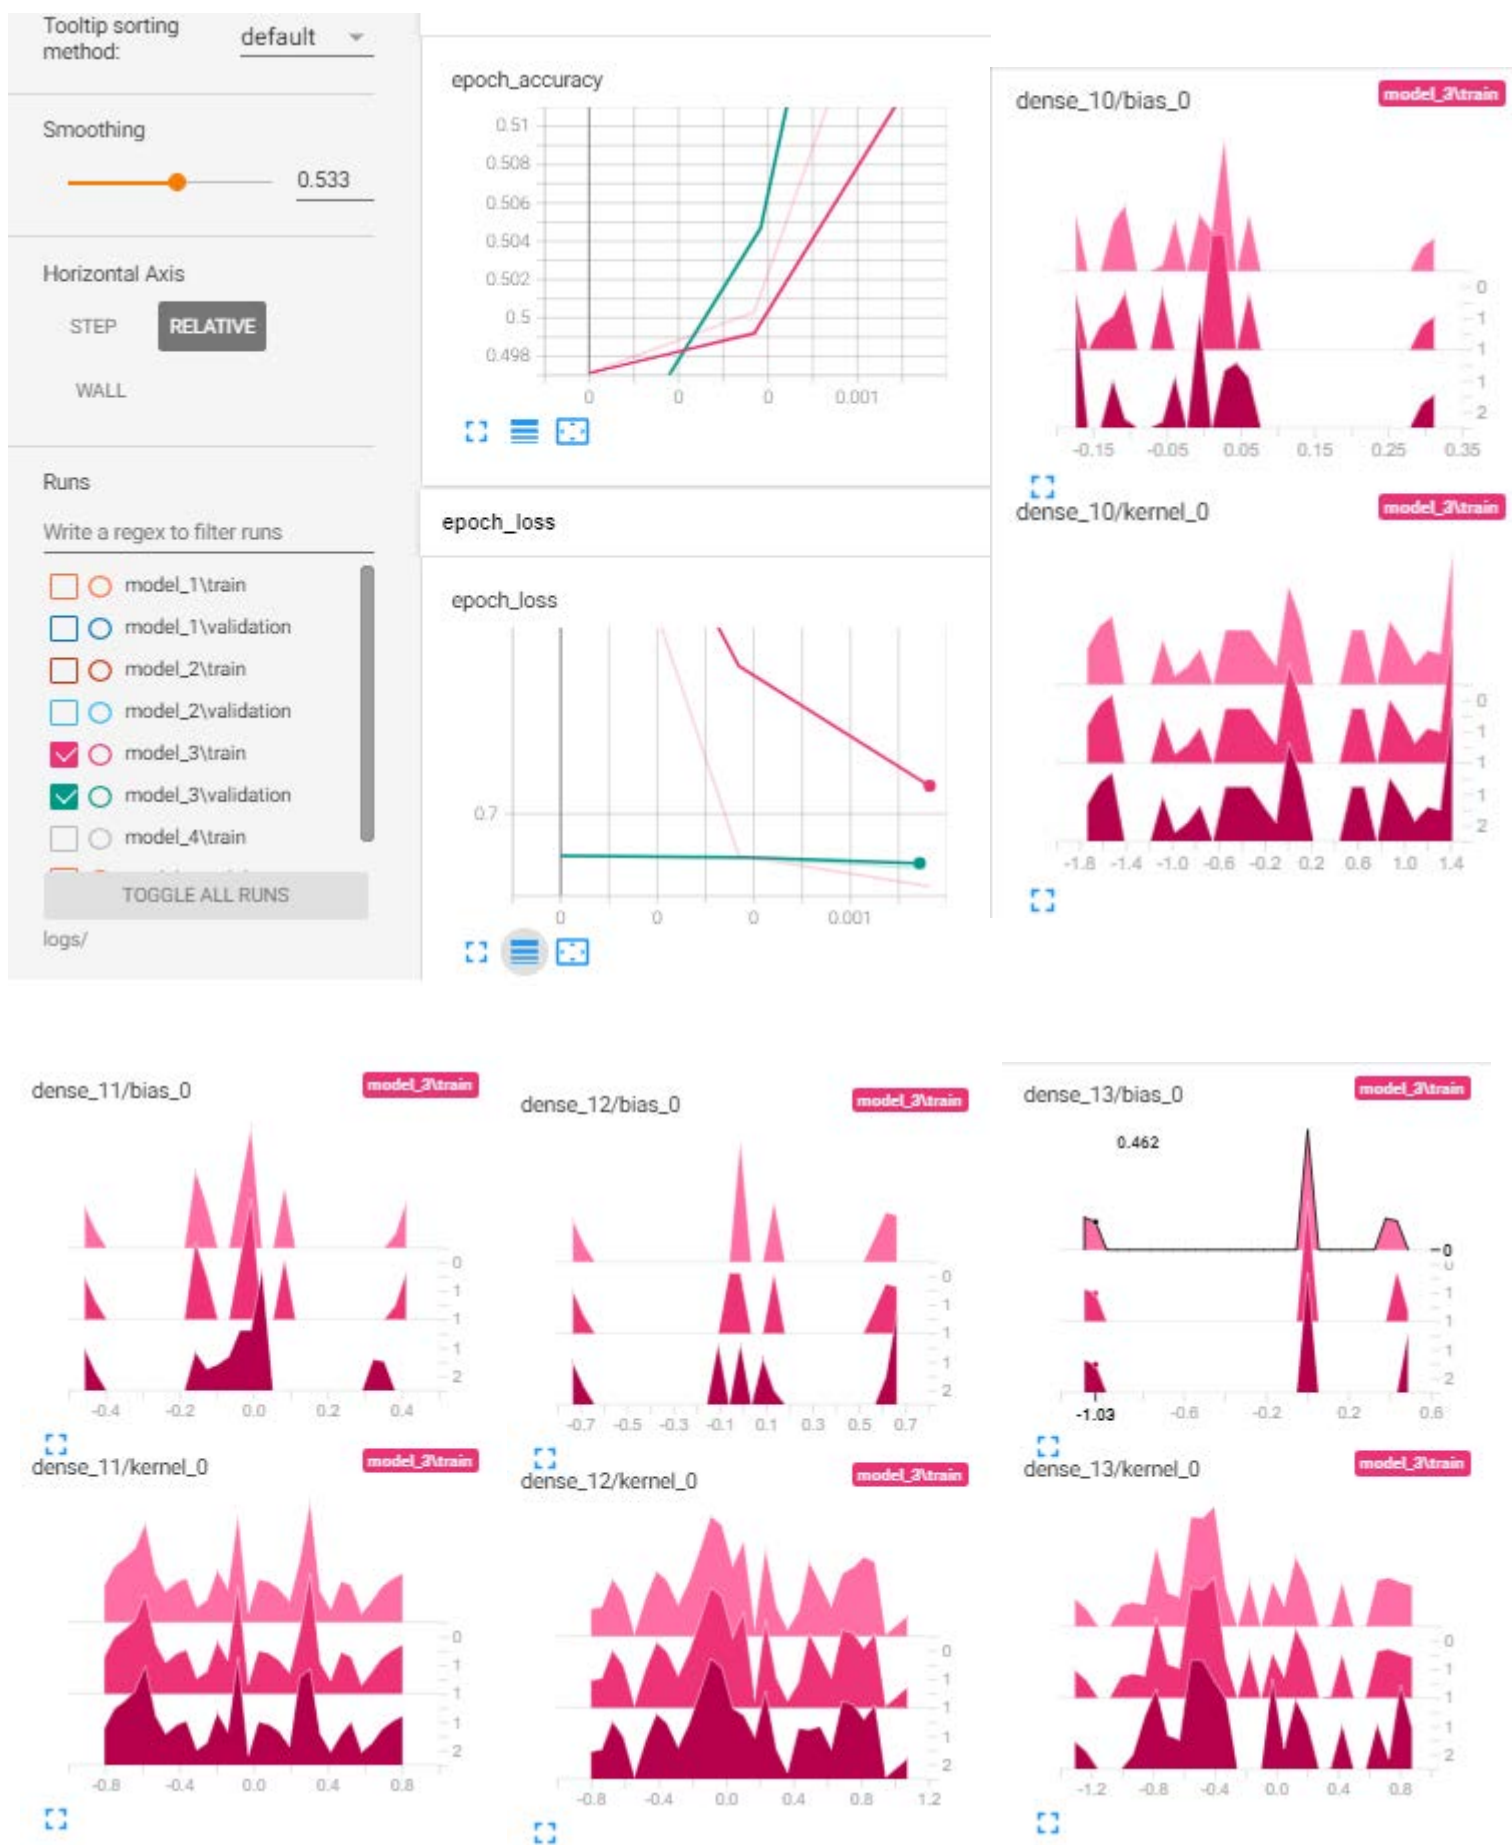 Tooltip sorting
method:
default
Smoothing
0.533
Horizontal Axis
STEP
RELATIVE
WALL
Runs
Write a regex to filter runs
model_1\train
model_1\validation
model_2\train
model_2\validation
model_3\train
model_3\validation
model_4\train
TOGGLE ALL RUNS
logs/
epoch_accuracy
0.51
0.508
0.506
0.504
0.502
0.5
0.498
0 0 0 0.001
epoch_loss
epoch_loss
0.7
0 0 0 0.001
dense_10/bias_0
model_3\train
0
1
1
1
2
-0.15 -0.05 0.05 0.15 0.25 0.35
dense_10/kernel_0
model_3\train
0
1
1
1
2
-1.8 -1.4 -1.0 -0.6 -0.2 0.2 0.6 1.0 1.4
dense_11/bias_0
model_3\train
0
1
1
1
2
-0.4 -0.2 0.0 0.2 0.4
dense_12/bias_0
model_3\train
0
1
1
1
2
-0.7 -0.5 -0.3 -0.1 0.1 0.3 0.5 0.7
dense_13/bias_0
model_3\train
0.462
0
0
1
1
1
2
-1.03 -0.6 -0.2 0.2 0.6
dense_11/kernel_0
model_3\train
0
1
1
1
2
-0.8 -0.4 0.0 0.4 0.8
dense_12/kernel_0
model_3\train
0
1
1
1
2
-0.8 -0.4 0.0 0.4 0.8 1.2
dense_13/kernel_0
model_3\train
0
1
1
1
2
-1.2 -0.8 -0.4 0.0 0.4 0.8